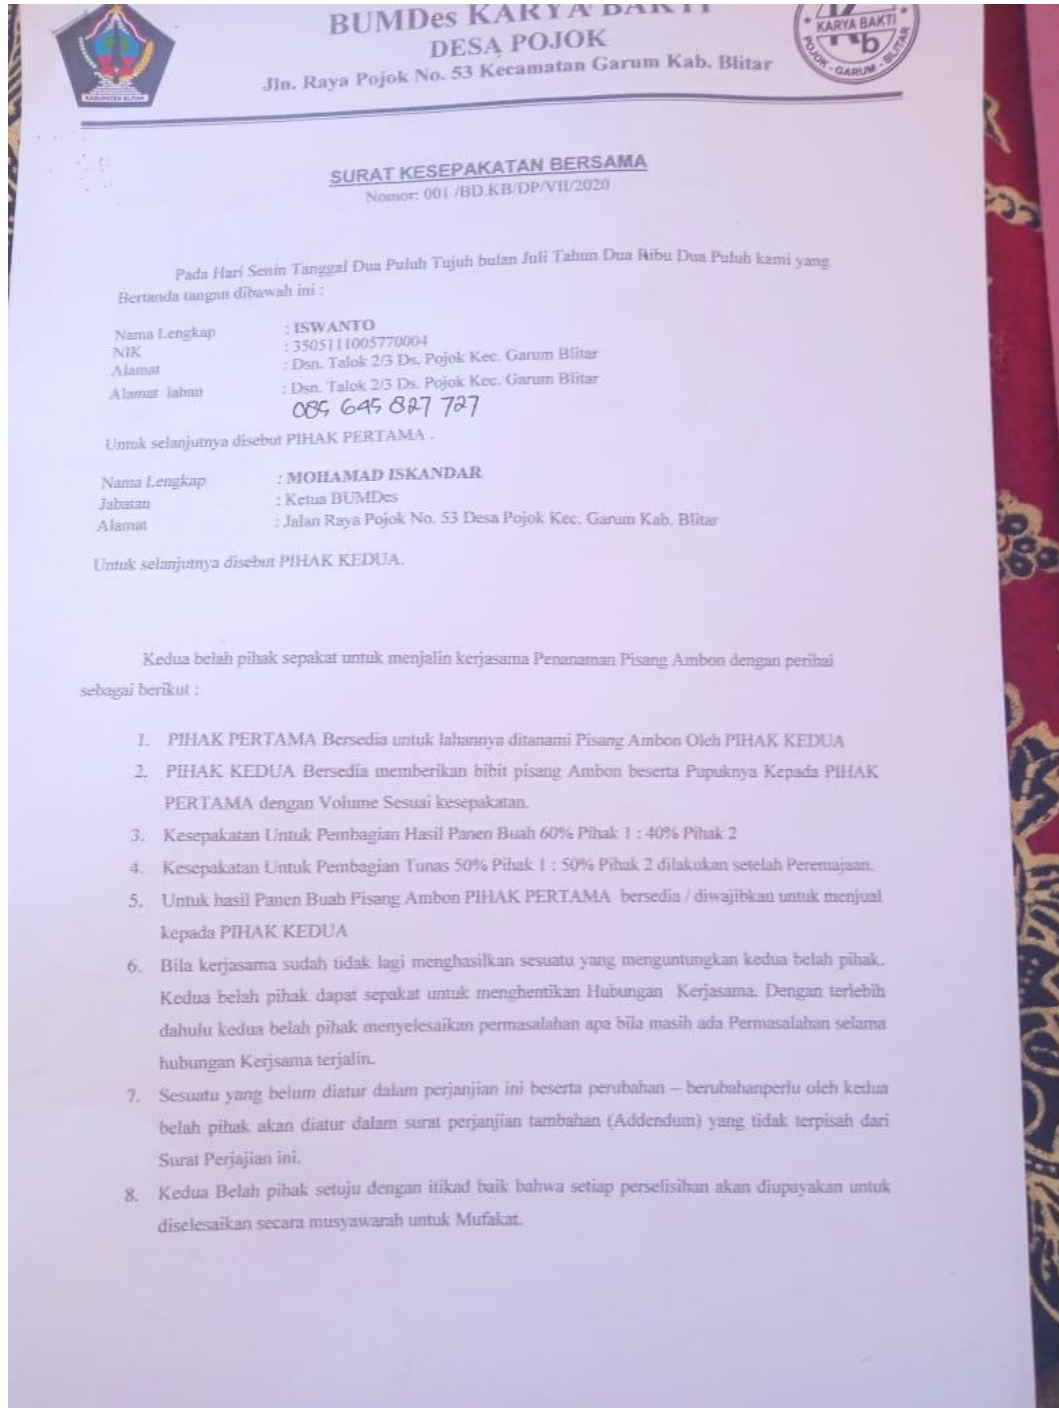 BUMDes KARYA BAKTI
DESA POJOK
Jln. Raya Pojok No. 53 Kecamatan Garum Kab. Blitar
KABUPATEN BLITAR
KARYA BAKTI
POJOK - GARUM - BLITAR
SURAT KESEPAKATAN BERSAMA
Nomor: 001 /BD.KB/DP/VII/2020
Pada Hari Senin Tanggal Dua Puluh Tujuh bulan Juli Tahun Dua Ribu Dua Puluh kami yang
Bertanda tangan dibawah ini :
Nama Lengkap : ISWANTO
NIK : 3505111005770004
Alamat : Dsn. Talok 2/3 Ds. Pojok Kec. Garum Blitar
Alamat lahan : Dsn. Talok 2/3 Ds. Pojok Kec. Garum Blitar
085 645 827 727
Untuk selanjutnya disebut PIHAK PERTAMA .
Nama Lengkap : MOHAMAD ISKANDAR
Jabatan : Ketua BUMDes
Alamat : Jalan Raya Pojok No. 53 Desa Pojok Kec. Garum Kab. Blitar
Untuk selanjutnya disebut PIHAK KEDUA.
Kedua belah pihak sepakat untuk menjalin kerjasama Penanaman Pisang Ambon dengan perihal
sebagai berikut :
1. PIHAK PERTAMA Bersedia untuk lahannya ditanami Pisang Ambon Oleh PIHAK KEDUA
2. PIHAK KEDUA Bersedia memberikan bibit pisang Ambon beserta Pupuknya Kepada PIHAK
PERTAMA dengan Volume Sesuai kesepakatan.
3. Kesepakatan Untuk Pembagian Hasil Panen Buah 60% Pihak 1 : 40% Pihak 2
4. Kesepakatan Untuk Pembagian Tunas 50% Pihak 1 : 50% Pihak 2 dilakukan setelah Peremajaan.
5. Untuk hasil Panen Buah Pisang Ambon PIHAK PERTAMA bersedia / diwajibkan untuk menjual
kepada PIHAK KEDUA
6. Bila kerjasama sudah tidak lagi menghasilkan sesuatu yang menguntungkan kedua belah pihak.
Kedua belah pihak dapat sepakat untuk menghentikan Hubungan Kerjasama. Dengan terlebih
dahulu kedua belah pihak menyelesaikan permasalahan apa bila masih ada Permasalahan selama
hubungan Kerjsama terjalin.
7. Sesuatu yang belum diatur dalam perjanjian ini beserta perubahan – berubahanperlu oleh kedua
belah pihak akan diatur dalam surat perjanjian tambahan (Addendum) yang tidak terpisah dari
Surat Perjajian ini.
8. Kedua Belah pihak setuju dengan itikad baik bahwa setiap perselisihan akan diupayakan untuk
diselesaikan secara musyawarah untuk Mufakat.